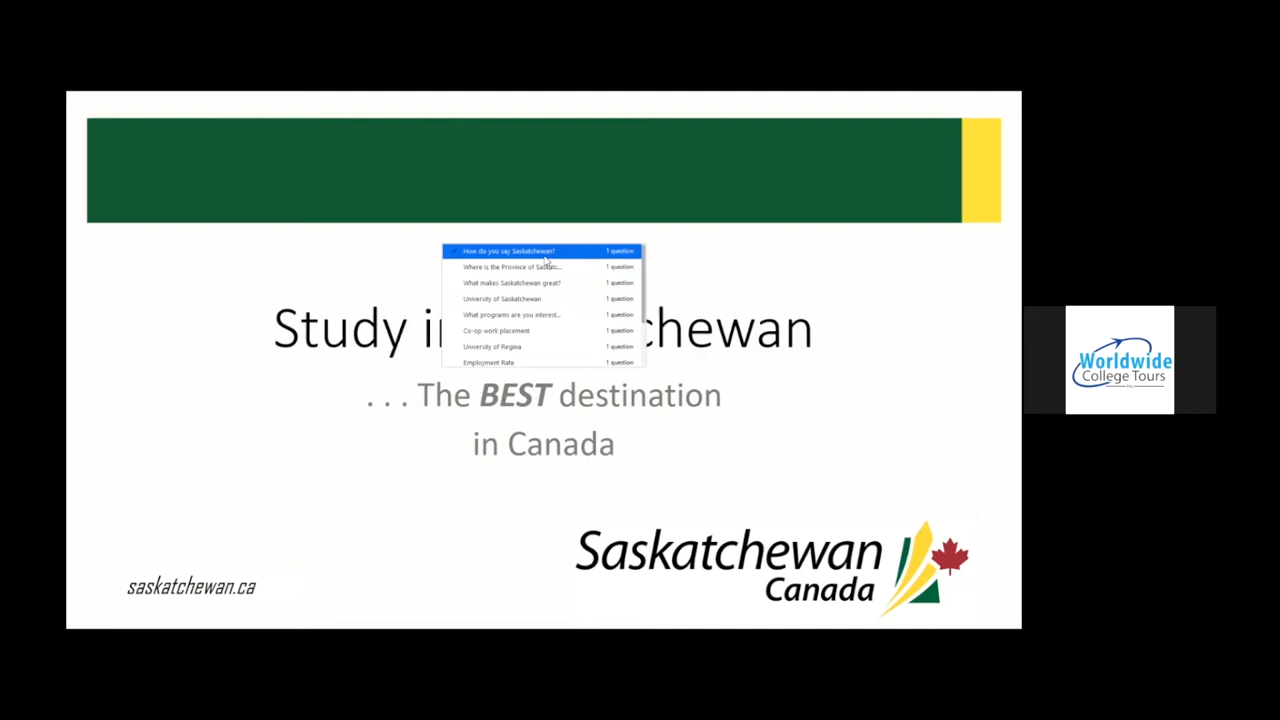 How do you say Saskatchewan? 1 question
Where is the Province of Saskatc... 1 question
What makes Saskatchewan great? 1 question
University of Saskatchewan 1 question
What programs are you interest... 1 question
Co-op work placement 1 question
University of Regina 1 question
Employment Rate 1 question
Study in chewan
. . . The BEST destination
in Canada
Worldwide
College Tours
Saskatchewan
Canada
saskatchewan.ca